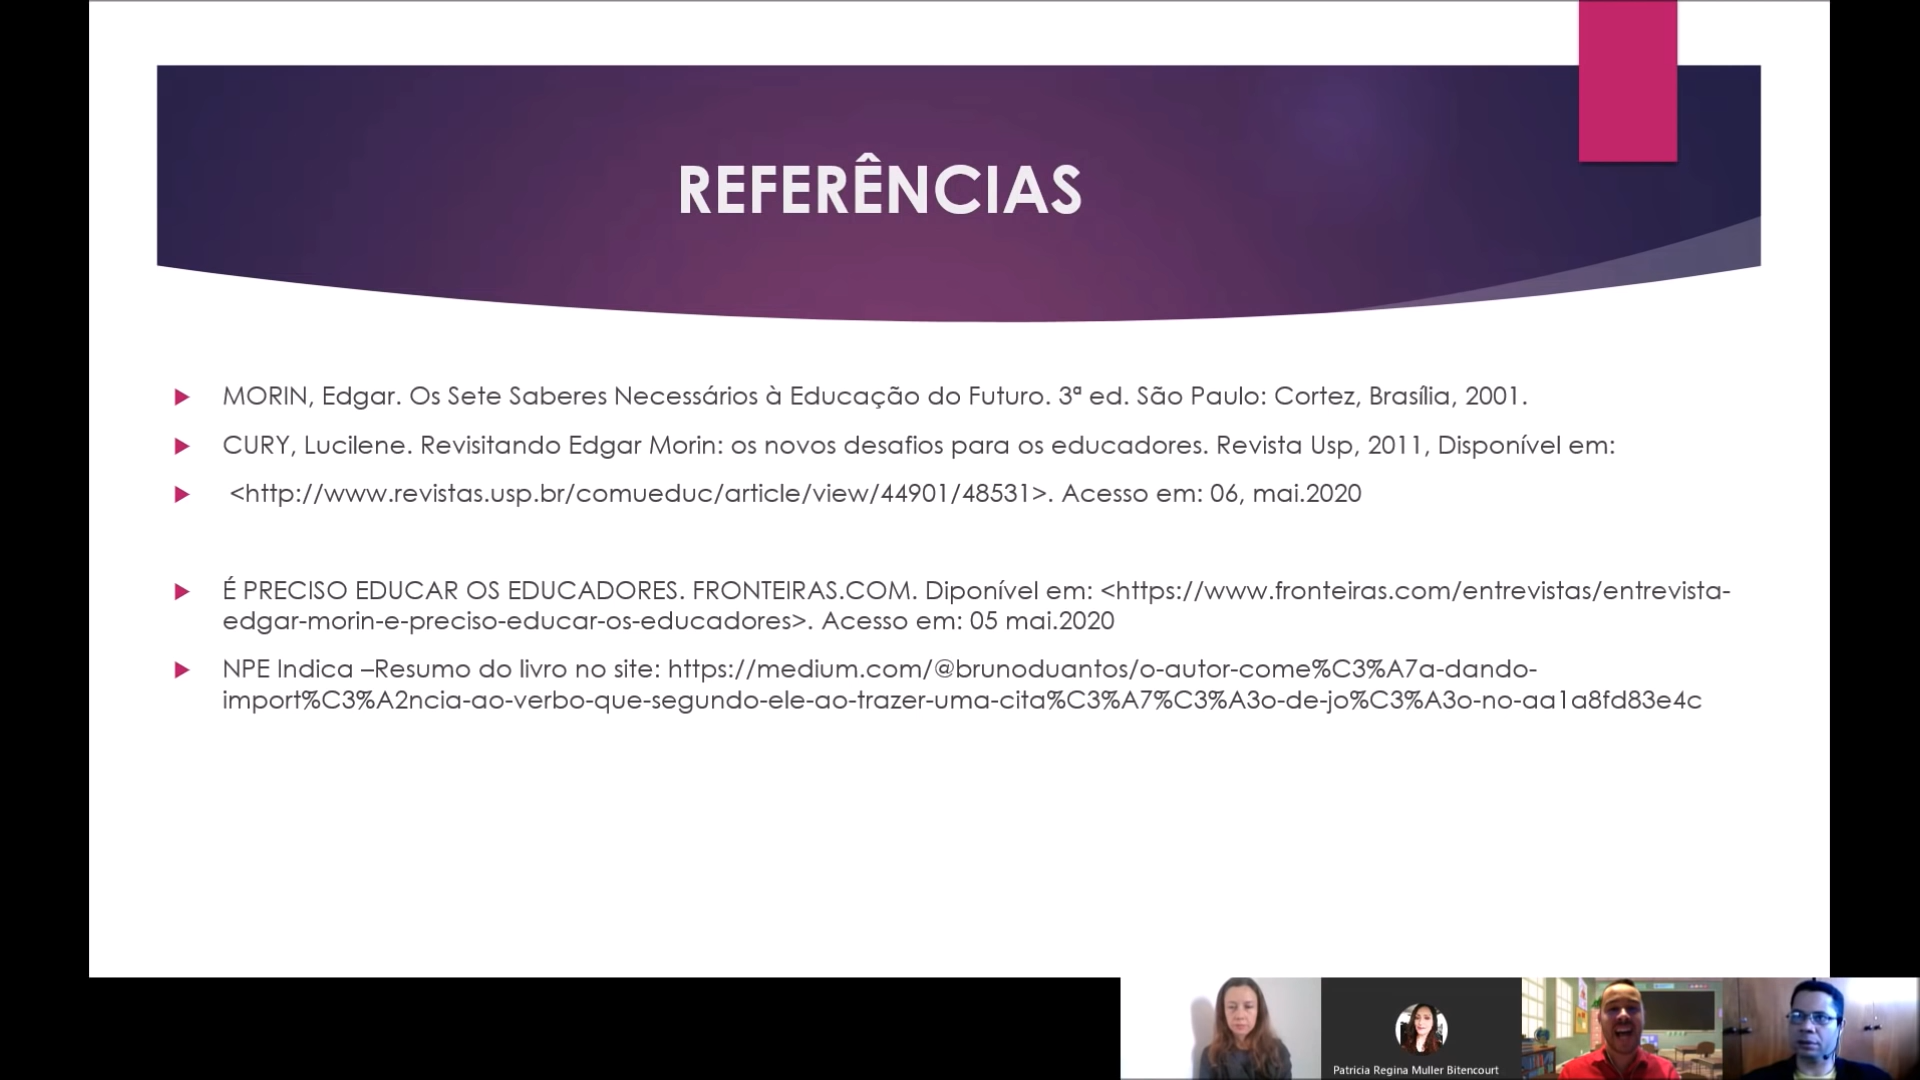 REFERÊNCIAS
MORIN, Edgar. Os Sete Saberes Necessários à Educação do Futuro. 3ª ed. São Paulo: Cortez, Brasília, 2001.
CURY, Lucilene. Revisitando Edgar Morin: os novos desafios para os educadores. Revista Usp, 2011, Disponível em:
<http://www.revistas.usp.br/comueduc/article/view/44901/48531>. Acesso em: 06, mai.2020
É PRECISO EDUCAR OS EDUCADORES. FRONTEIRAS.COM. Diponível em: <https://www.fronteiras.com/entrevistas/entrevista-
edgar-morin-e-preciso-educar-os-educadores>. Acesso em: 05 mai.2020
NPE Indica –Resumo do livro no site: https://medium.com/@brunoduantos/o-autor-come%C3%A7a-dando-
import%C3%A2ncia-ao-verbo-que-segundo-ele-ao-trazer-uma-cita%C3%A7%C3%A3o-de-jo%C3%A3o-no-aa1a8fd83e4c
Patricia Regina Muller Bitencourt